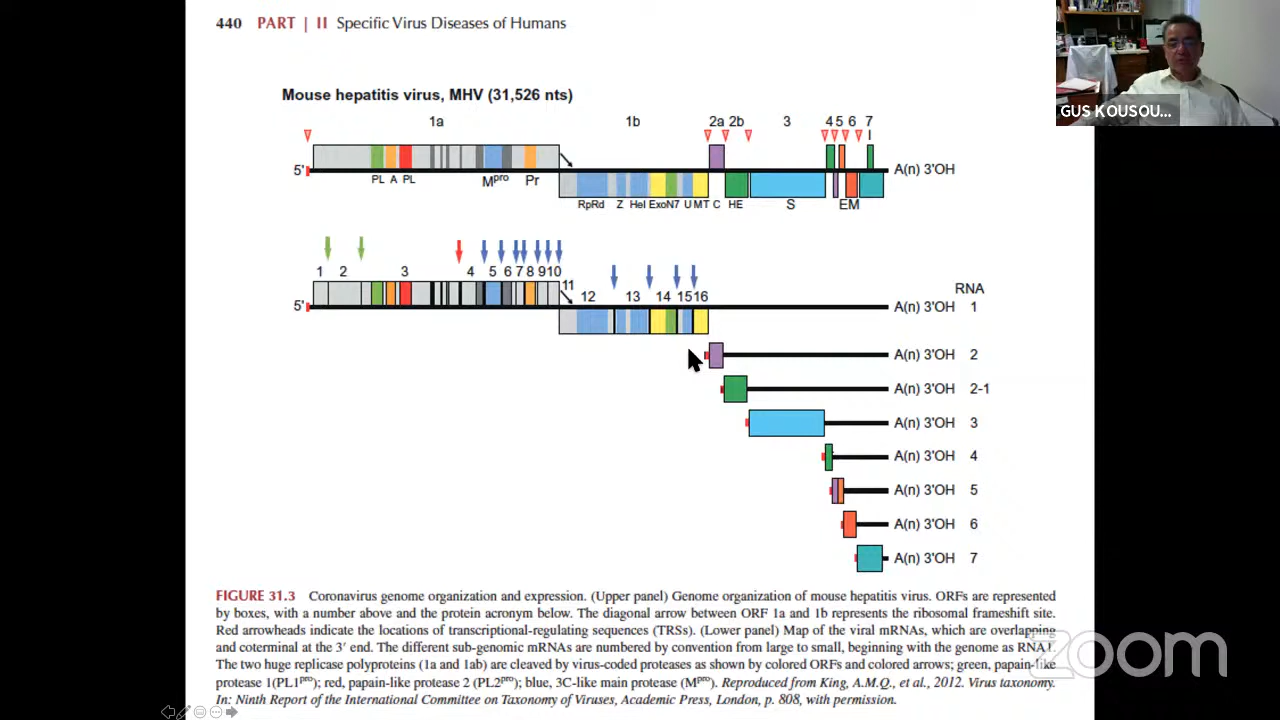 440 PART | II Specific Virus Diseases of Humans
GUS KOUSOU...
Mouse hepatitis virus, MHV (31,526 nts)
1a 1b 2a 2b 3 4 5 6 7
5' A(n) 3'OH
PL A PL Mpro Pr
RpRd Z Hel ExoN7 U MT C HE S EM
1 2 3 4 5 6 7 8 9 10 11 12 13 14 15 16
RNA
5' A(n) 3'OH 1
A(n) 3'OH 2
A(n) 3'OH 2-1
A(n) 3'OH 3
A(n) 3'OH 4
A(n) 3'OH 5
A(n) 3'OH 6
A(n) 3'OH 7
FIGURE 31.3 Coronavirus genome organization and expression. (Upper panel) Genome organization of mouse hepatitis virus. ORFs are represented
by boxes, with a number above and the protein acronym below. The diagonal arrow between ORF 1a and 1b represents the ribosomal frameshift site.
Red arrowheads indicate the locations of transcriptional-regulating sequences (TRSs). (Lower panel) Map of the viral mRNAs, which are overlapping
and coterminal at the 3′ end. The different sub-genomic mRNAs are numbered by convention from large to small, beginning with the genome as RNA1.
The two huge replicase polyproteins (1a and 1ab) are cleaved by virus-coded proteases as shown by colored ORFs and colored arrows; green, papain-like
protease 1(PL1pro); red, papain-like protease 2 (PL2pro); blue, 3C-like main protease (Mpro). Reproduced from King, A.M.Q., et al., 2012. Virus taxonomy.
In: Ninth Report of the International Committee on Taxonomy of Viruses, Academic Press, London, p. 808, with permission.
zoom